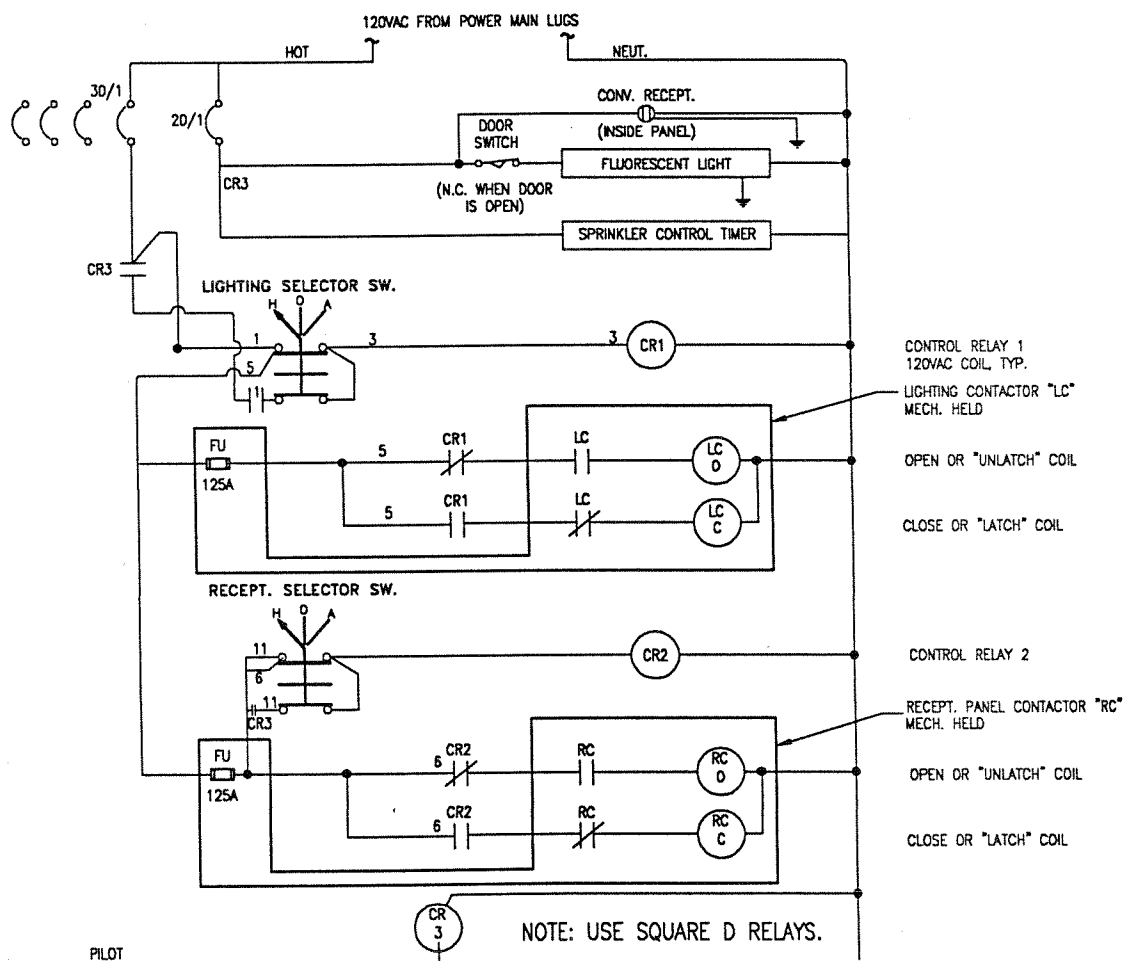 120VAC FROM POWER MAIN LUGS
HOT
NEUT.
3D/1
2D/1
CONV. RECEPT.
(INSIDE PANEL)
DOOR
SWITCH
FLUORESCENT LIGHT
CR3
(N.C. WHEN DOOR
IS OPEN)
SPRINKLER CONTROL TIMER
CR3
LIGHTING SELECTOR SW.
H O A
1
3
3
CR1
CONTROL RELAY 1
120VAC COIL, TYP.
5
1
LIGHTING CONTACTOR "LC"
MECH. HELD
FU
125A
5
CR1
LC
LC
O
OPEN OR "UNLATCH" COIL
5
CR1
LC
LC
C
CLOSE OR "LATCH" COIL
RECEPT. SELECTOR SW.
H O A
11
6
CR2
CONTROL RELAY 2
11
CR3
RECEPT. PANEL CONTACTOR "RC"
MECH. HELD
FU
125A
6
CR2
RC
RC
O
OPEN OR "UNLATCH" COIL
6
CR2
RC
RC
C
CLOSE OR "LATCH" COIL
CR
3
NOTE: USE SQUARE D RELAYS.
PILOT